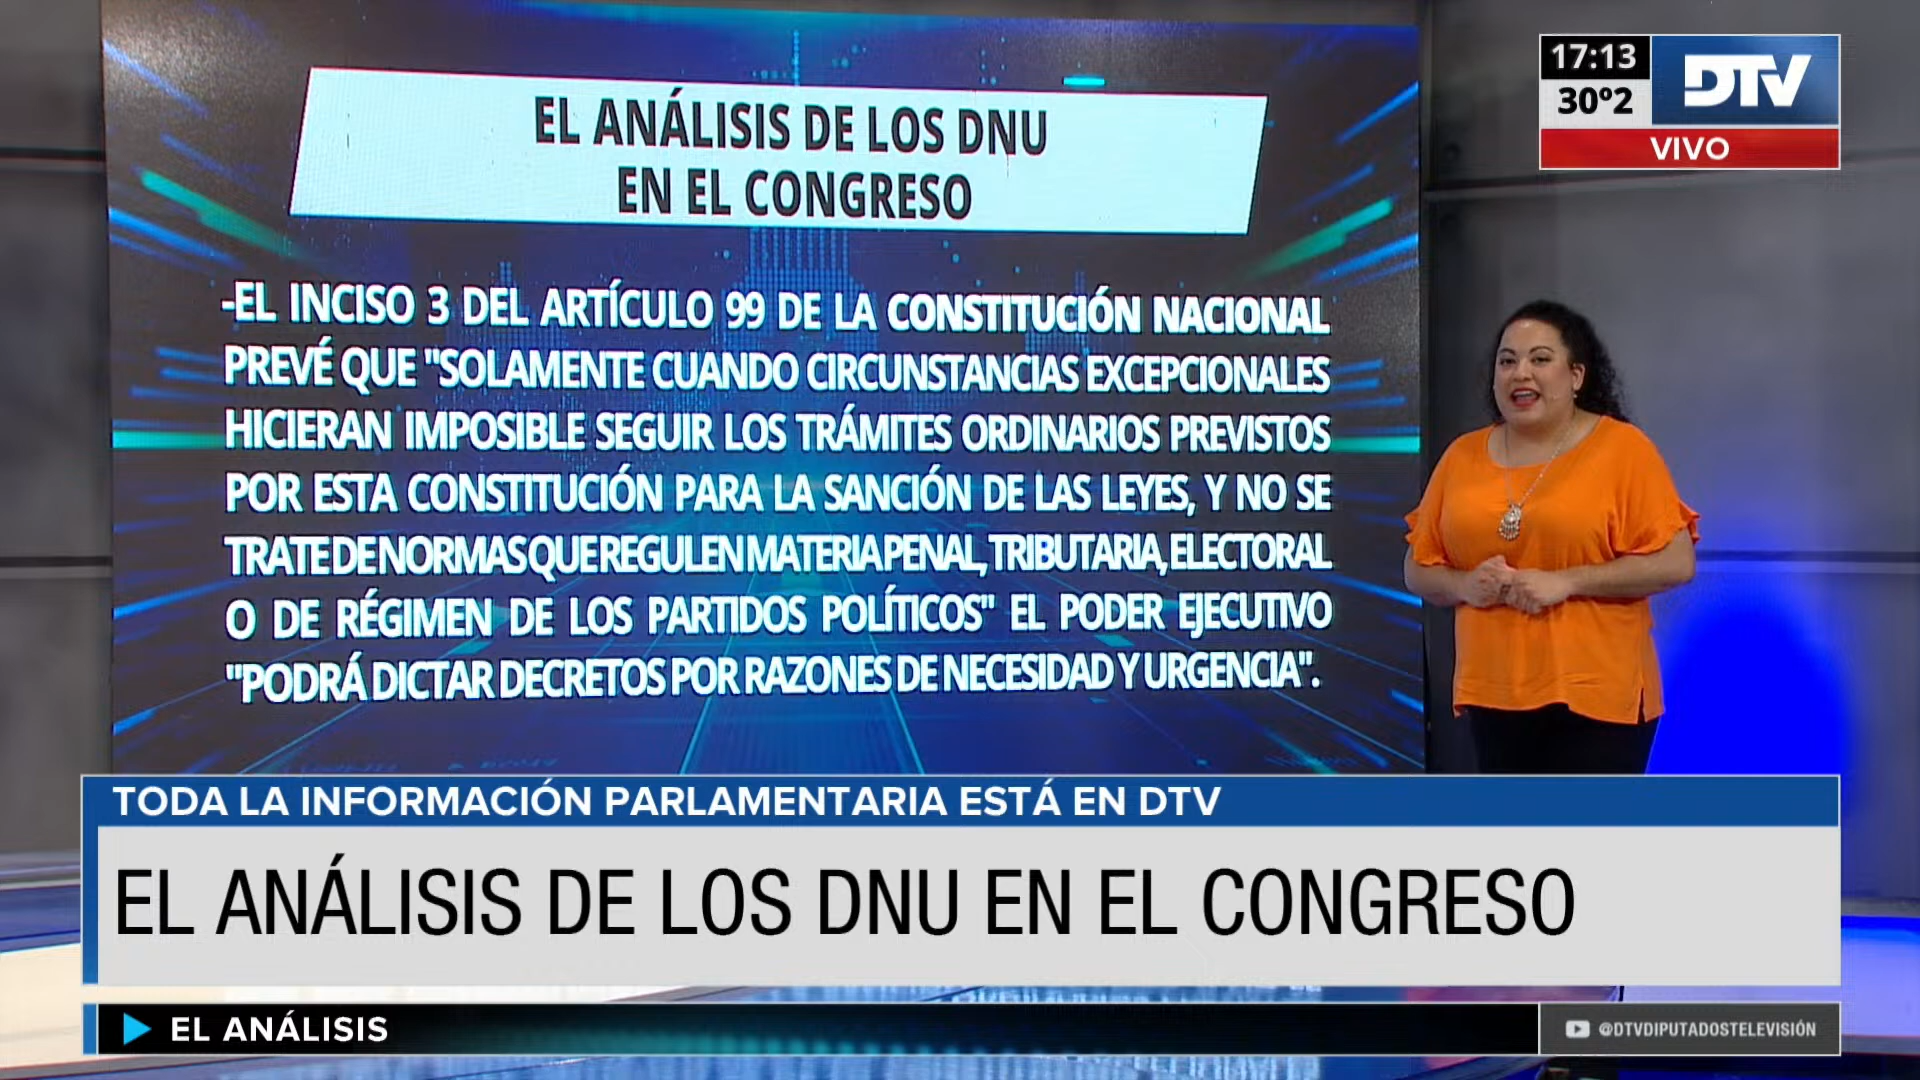 EL ANÁLISIS DE LOS DNU
EN EL CONGRESO
-EL INCISO 3 DEL ARTÍCULO 99 DE LA CONSTITUCIÓN NACIONAL
PREVÉ QUE "SOLAMENTE CUANDO CIRCUNSTANCIAS EXCEPCIONALES
HICIERAN IMPOSIBLE SEGUIR LOS TRÁMITES ORDINARIOS PREVISTOS
POR ESTA CONSTITUCIÓN PARA LA SANCIÓN DE LAS LEYES, Y NO SE
TRATE DE NORMAS QUE REGULEN MATERIA PENAL, TRIBUTARIA, ELECTORAL
O DE RÉGIMEN DE LOS PARTIDOS POLÍTICOS" EL PODER EJECUTIVO
"PODRÁ DICTAR DECRETOS POR RAZONES DE NECESIDAD Y URGENCIA".
17:13
30º2
DTV
VIVO
TODA LA INFORMACIÓN PARLAMENTARIA ESTÁ EN DTV
EL ANÁLISIS DE LOS DNU EN EL CONGRESO
EL ANÁLISIS
@DTVDIPUTADOSTELEVISIÓN